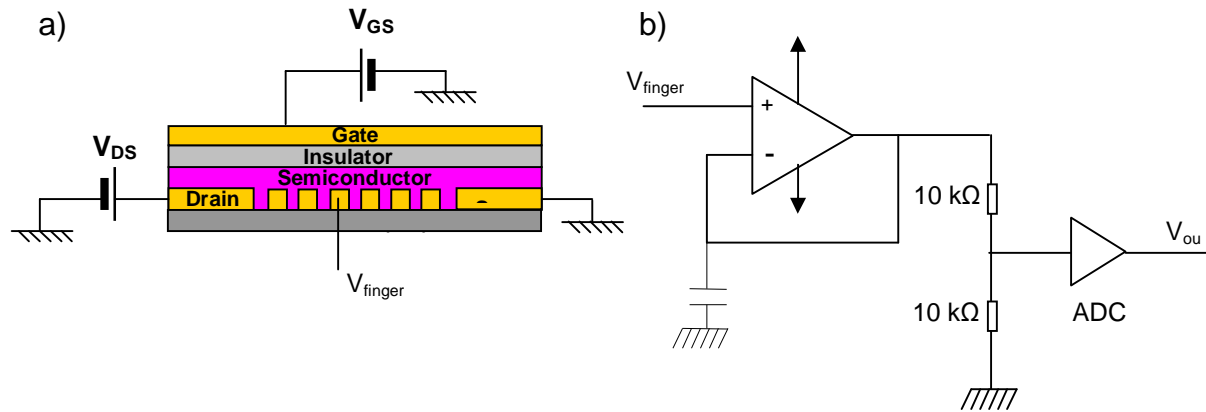 a)
V_GS
V_DS
Gate
Insulator
Semiconductor
Drain
V_finger
b)
V_finger
+
-
10 kΩ
10 kΩ
V_ou
ADC